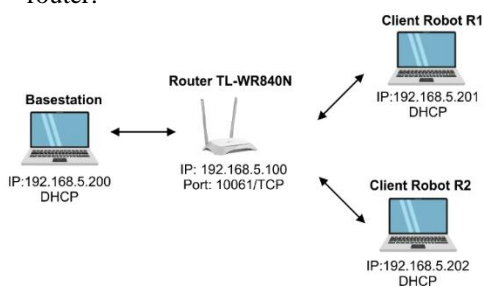 router.
Client Robot R1
IP:192.168.5.201
DHCP
Router TL-WR840N
IP: 192.168.5.100
Port: 10061/TCP
Basestation
IP:192.168.5.200
DHCP
Client Robot R2
IP:192.168.5.202
DHCP